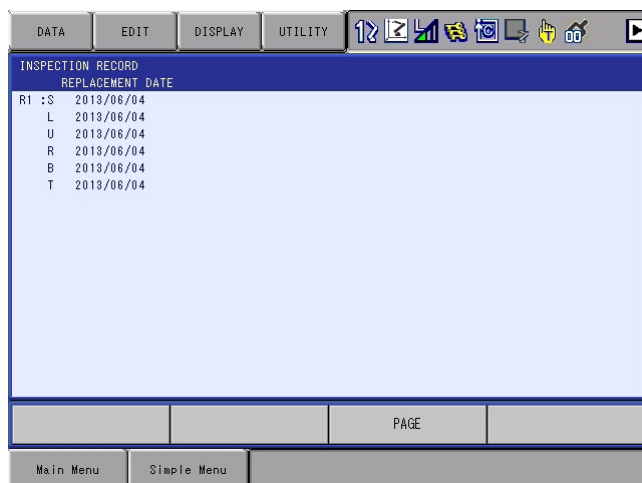 DATA EDIT DISPLAY UTILITY
INSPECTION RECORD
REPLACEMENT DATE
R1 :S 2013/06/04
L 2013/06/04
U 2013/06/04
R 2013/06/04
B 2013/06/04
T 2013/06/04
PAGE
Main Menu Simple Menu